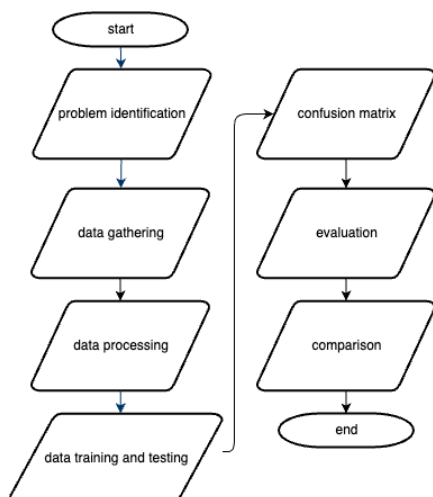 start
problem identification
data gathering
data processing
data training and testing
confusion matrix
evaluation
comparison
end